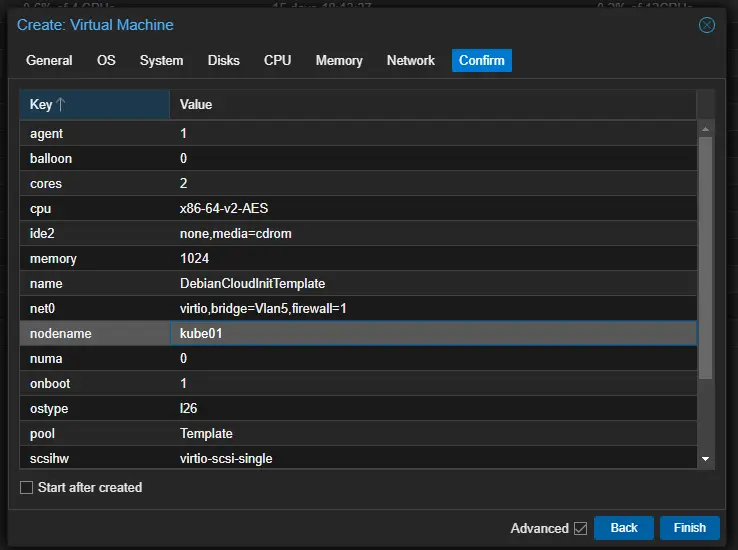 Create: Virtual Machine
General OS System Disks CPU Memory Network Confirm
Key Value
agent 1
balloon 0
cores 2
cpu x86-64-v2-AES
ide2 none,media=cdrom
memory 1024
name DebianCloudInitTemplate
net0 virtio,bridge=Vlan5,firewall=1
nodename kube01
numa 0
onboot 1
ostype l26
pool Template
scsihw virtio-scsi-single
Start after created
Advanced Back Finish